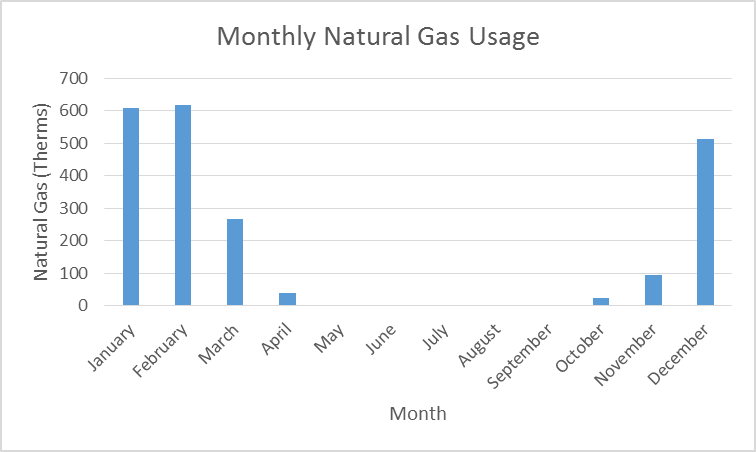 Monthly Natural Gas Usage
700
600
500
400
300
200
100
0
Natural Gas (Therms)
January
February
March
April
May
June
July
August
September
October
November
December
Month